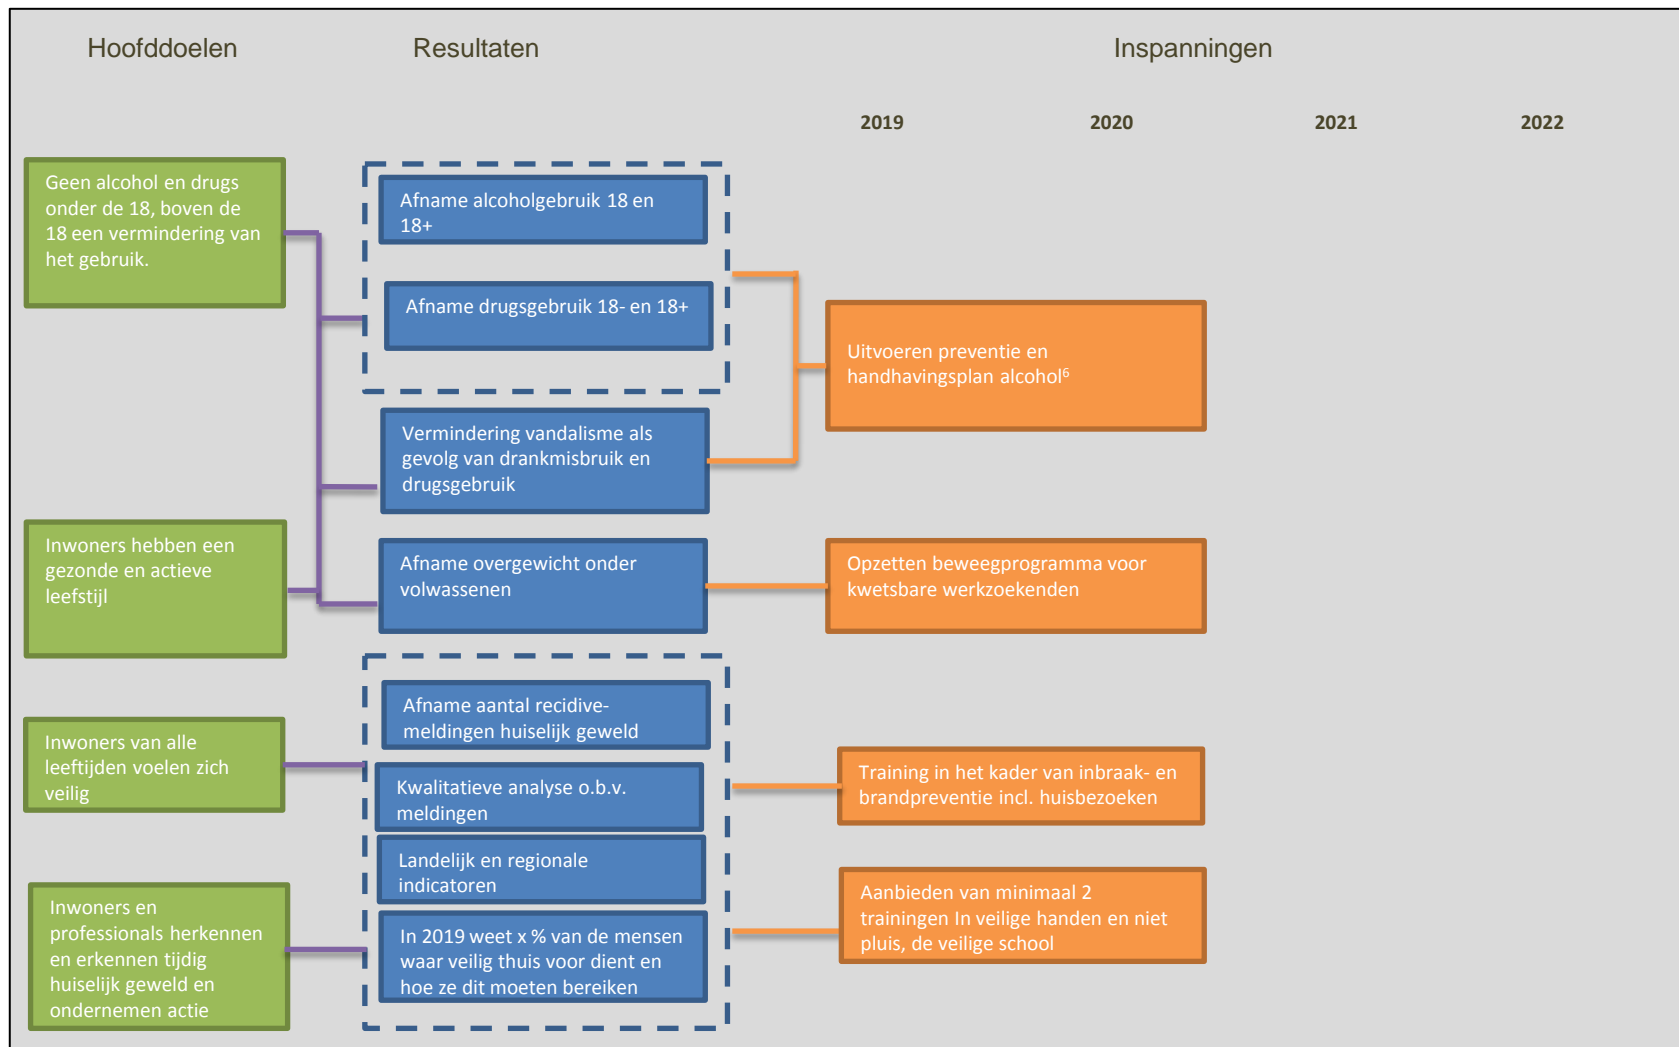 Hoofddoelen
Resultaten
Inspanningen
2019
2020
2021
2022
Geen alcohol en drugs
onder de 18, boven de
18 een vermindering van
het gebruik.
Inwoners hebben een
gezonde en actieve
leefstijl
Inwoners van alle
leeftijden voelen zich
veilig
Inwoners en
professionals herkennen
en erkennen tijdig
huiselijk geweld en
ondernemen actie
Afname alcoholgebruik 18 en
18+
Afname drugsgebruik 18- en 18+
Vermindering vandalisme als
gevolg van drankmisbruik en
drugsgebruik
Afname overgewicht onder
volwassenen
Afname aantal recidive-
meldingen huiselijk geweld
Kwalitatieve analyse o.b.v.
meldingen
Landelijk en regionale
indicatoren
In 2019 weet x % van de mensen
waar veilig thuis voor dient en
hoe ze dit moeten bereiken
Uitvoeren preventie en
handhavingsplan alcohol⁶
Opzetten beweegprogramma voor
kwetsbare werkzoekenden
Training in het kader van inbraak- en
brandpreventie incl. huisbezoeken
Aanbieden van minimaal 2
trainingen In veilige handen en niet
pluis, de veilige school